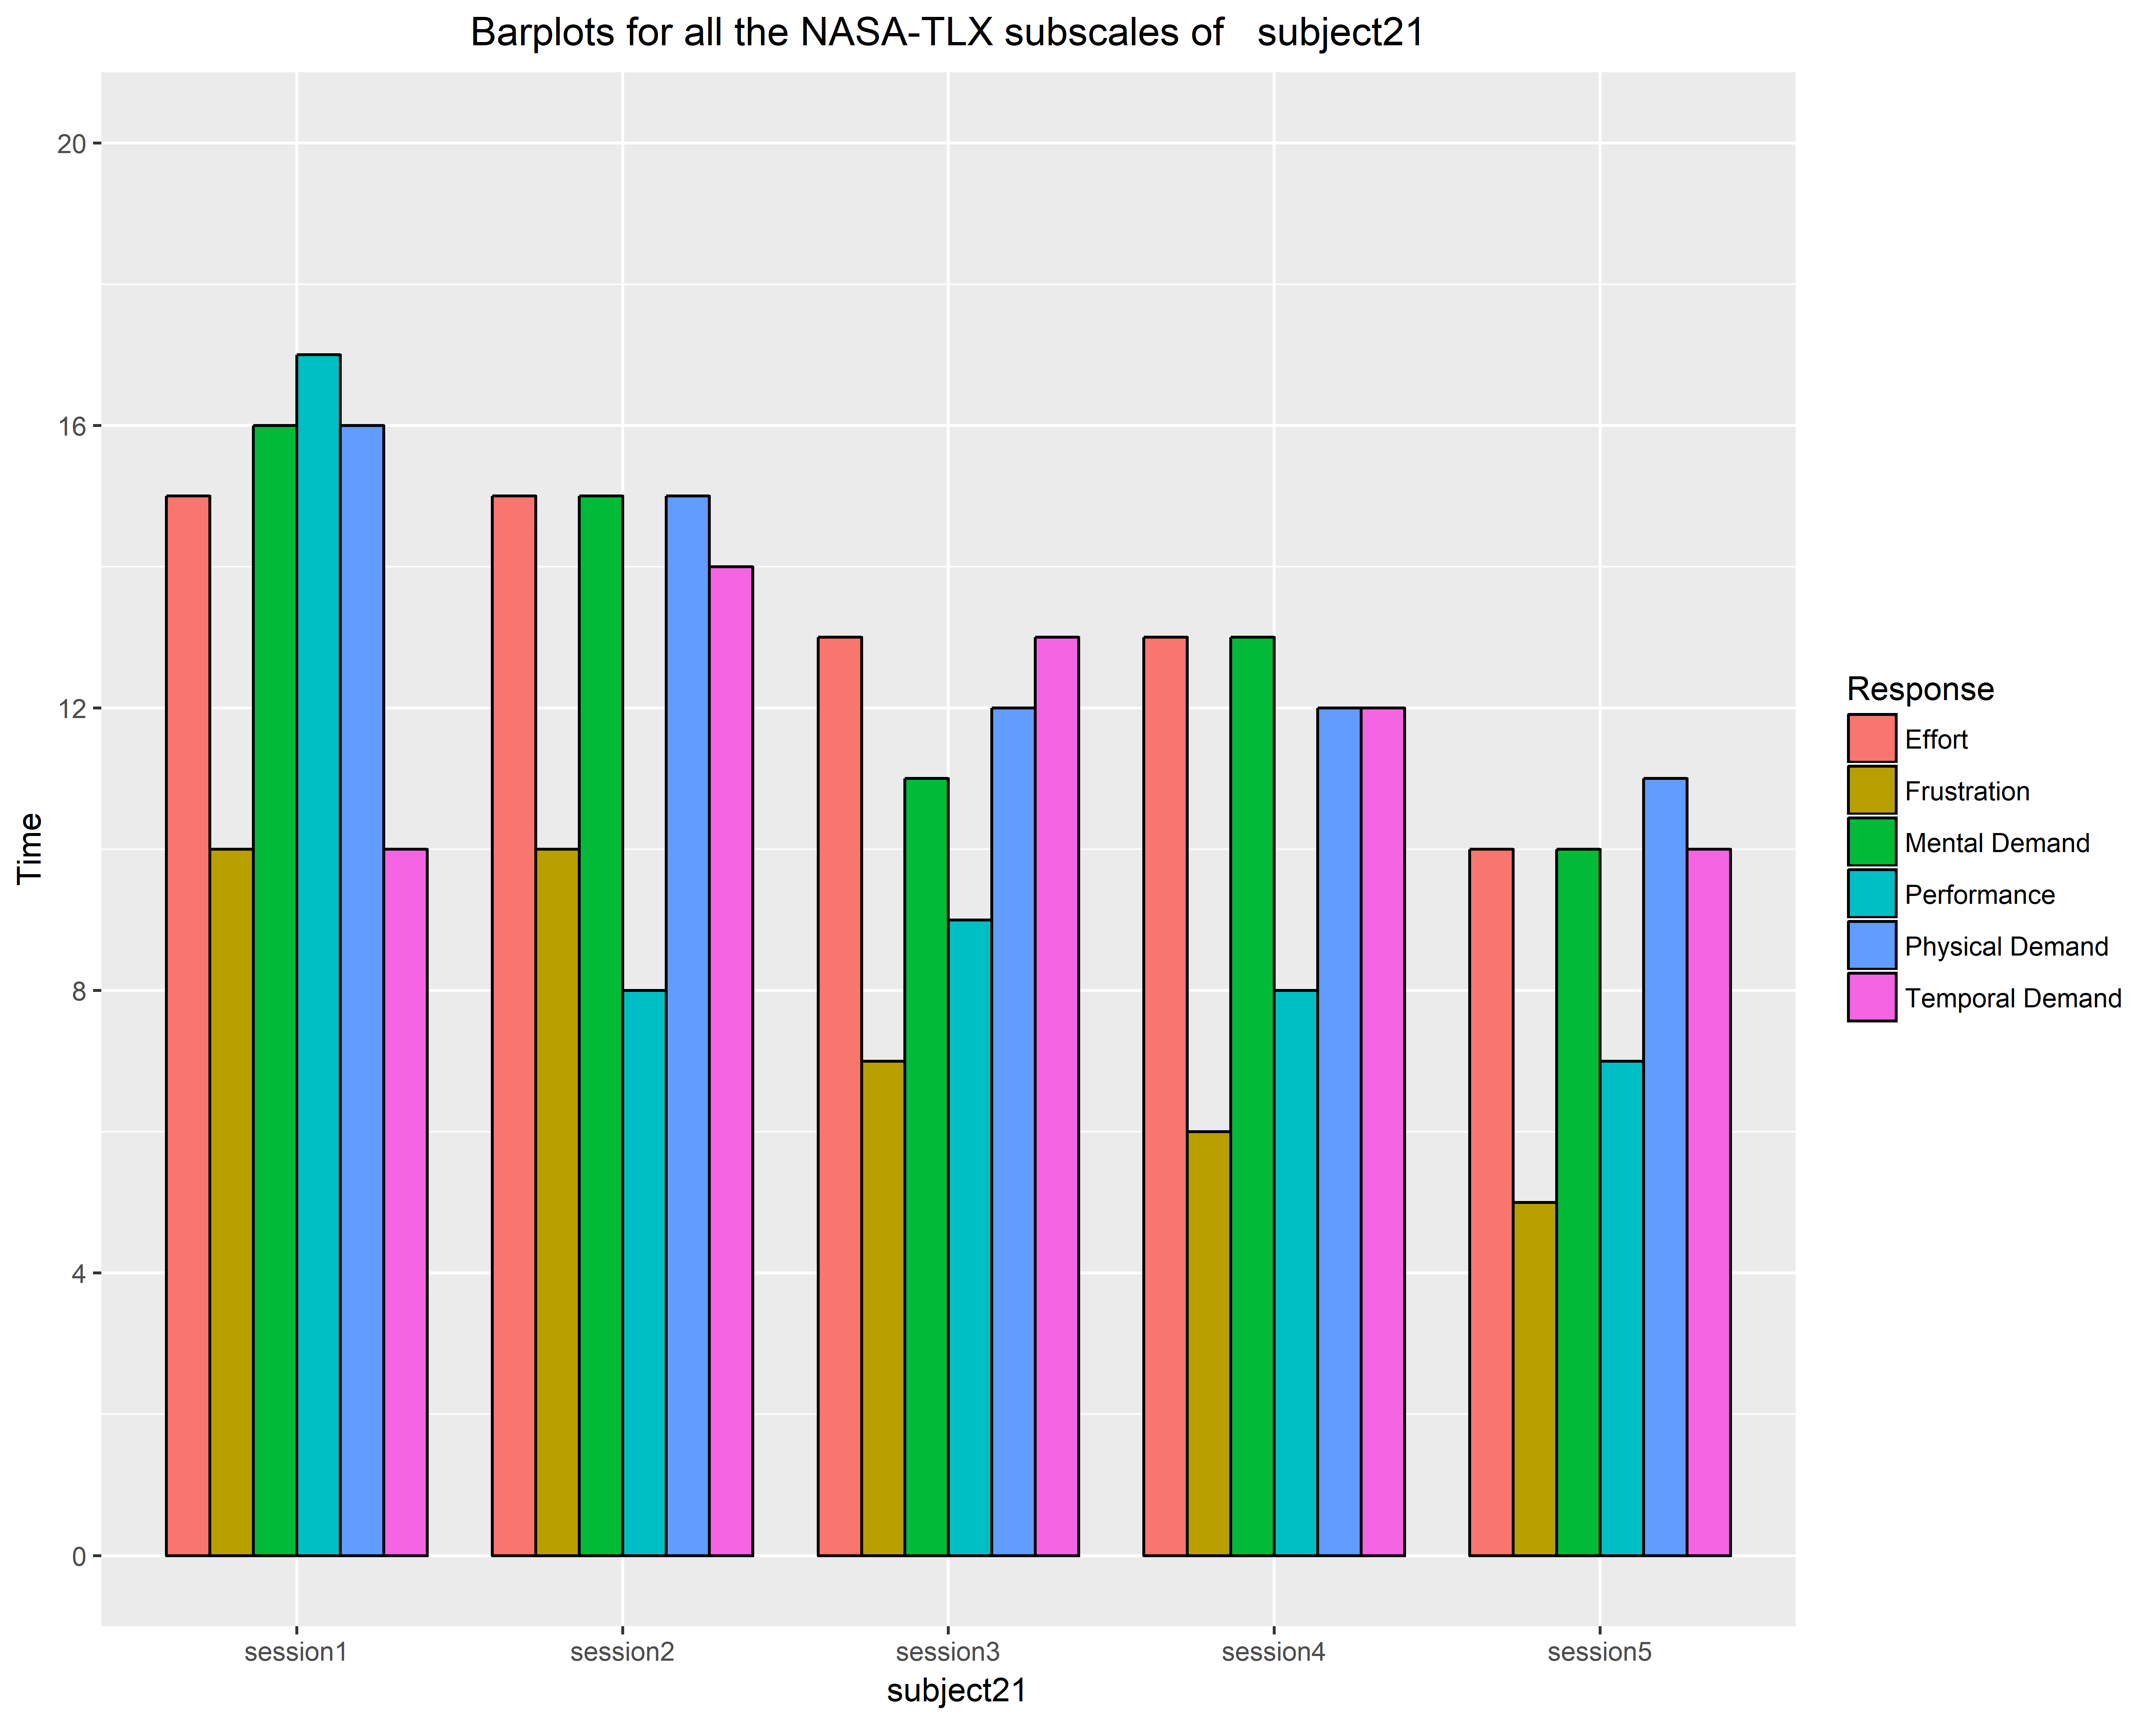 Barplots for all the NASA-TLX subscales of   subject21
20
16
12
8
4
0
Time
session1
session2
session3
session4
session5
subject21
Response
Effort
Frustration
Mental Demand
Performance
Physical Demand
Temporal Demand